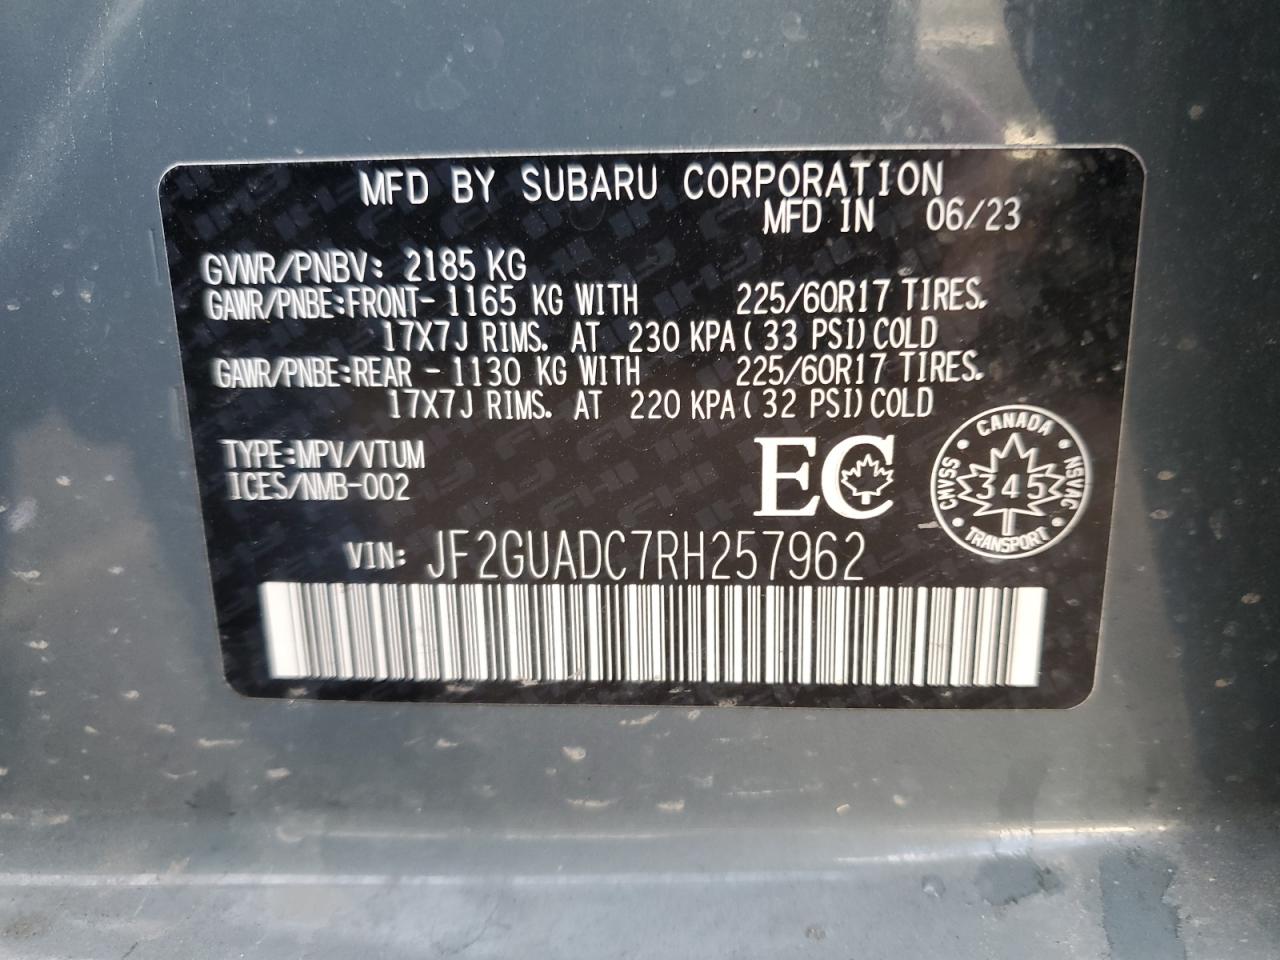 MFD BY SUBARU CORPORATION
MFD IN 06/23
GVWR/PNBV: 2185 KG
GAWR/PNBE:FRONT- 1165 KG WITH 225/60R17 TIRES.
17X7J RIMS. AT 230 KPA( 33 PSI)COLD
GAWR/PNBE:REAR - 1130 KG WITH 225/60R17 TIRES.
17X7J RIMS. AT 220 KPA( 32 PSI)COLD
TYPE:MPV/VTUM
ICES/NMB-002
EC
CANADA
CMVSS
345
NSVAC
TRANSPORT
VIN: JF2GUADC7RH257962